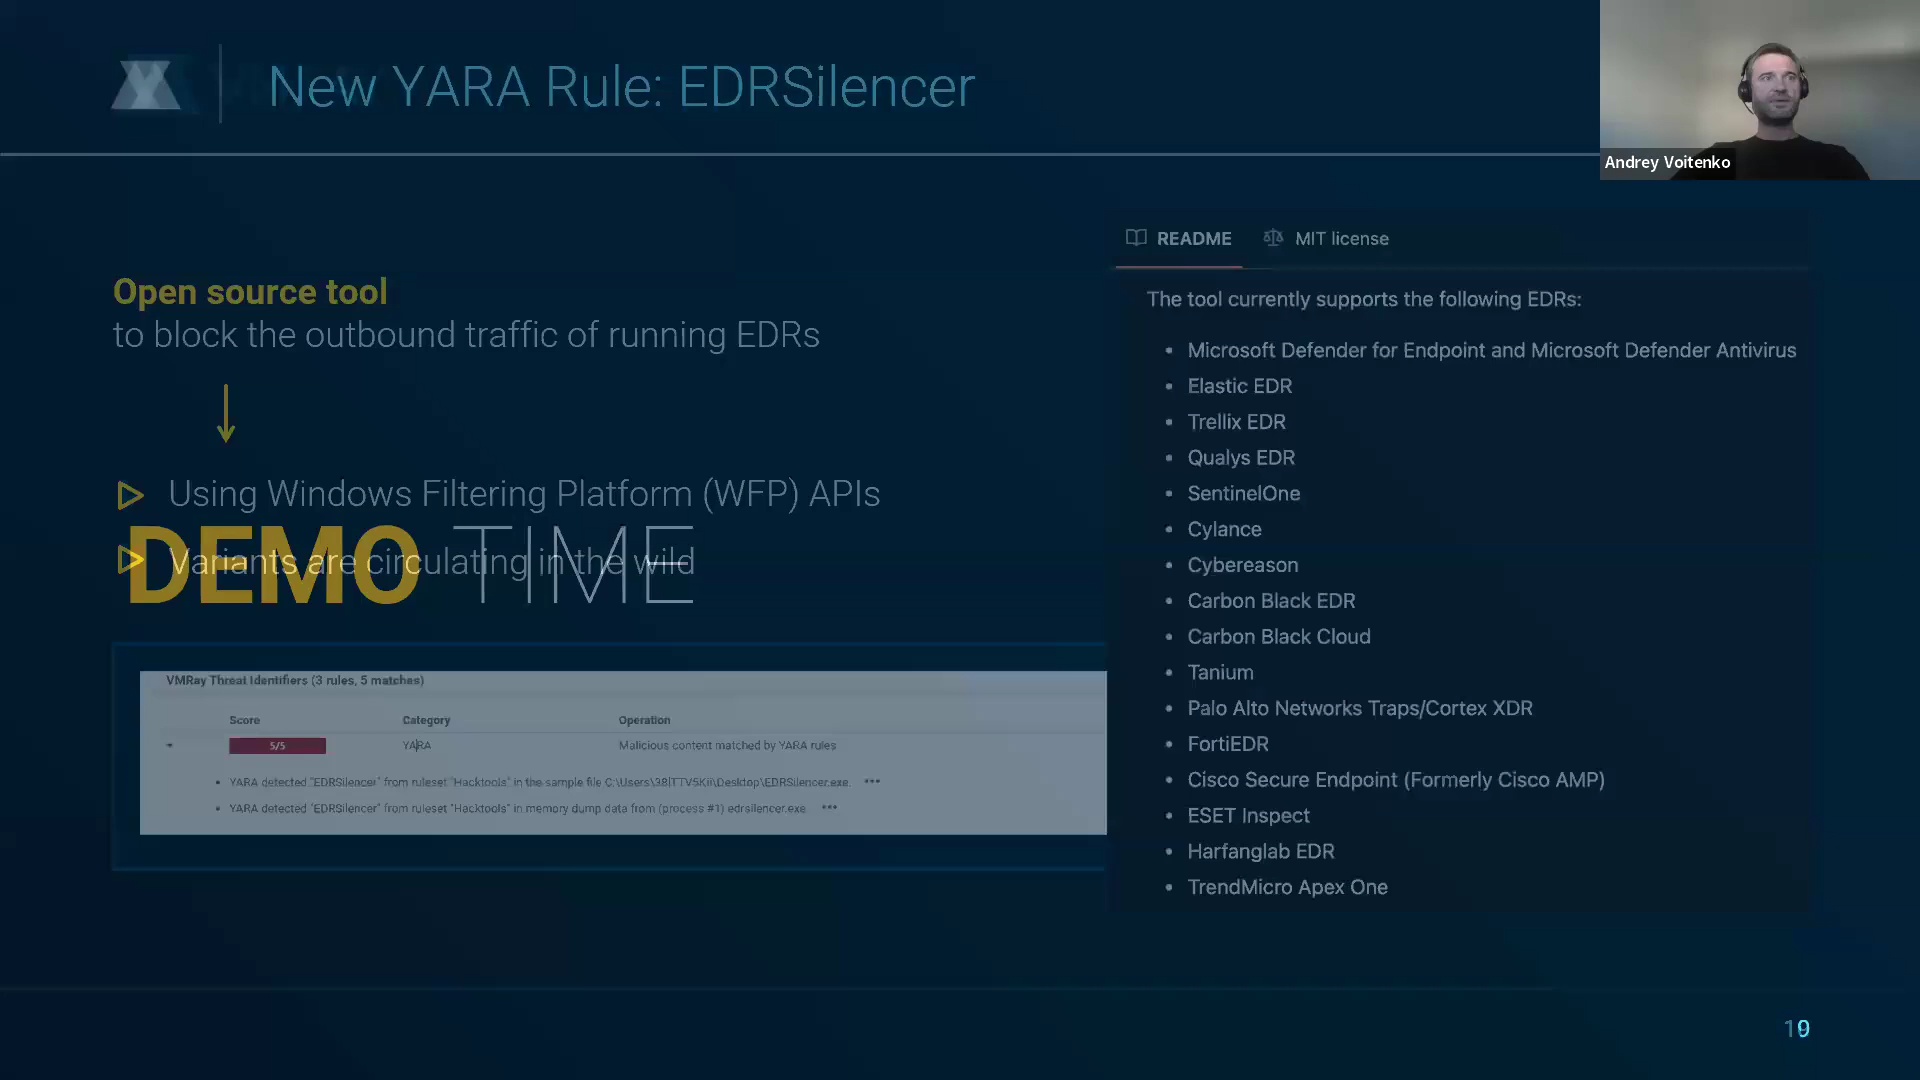 New YARA Rule: EDRSilencer
Andrey Voitenko
Open source tool
to block the outbound traffic of running EDRs
Using Windows Filtering Platform (WFP) APIs
Variants are circulating in the wild
DEMO TIME
VMRay Threat Identifiers (3 rules, 5 matches)
Score Category Operation
5/5 YARA Malicious content matched by YARA rules
YARA detected "EDRSilencer" from ruleset "Hacktools" in the sample file
YARA detected "EDRSilencer" from ruleset "Hacktools" in memory dump data from (process #1) edrsilencer.exe.
README MIT license
The tool currently supports the following EDRs:
• Microsoft Defender for Endpoint and Microsoft Defender Antivirus
• Elastic EDR
• Trellix EDR
• Qualys EDR
• SentinelOne
• Cylance
• Cybereason
• Carbon Black EDR
• Carbon Black Cloud
• Tanium
• Palo Alto Networks Traps/Cortex XDR
• FortiEDR
• Cisco Secure Endpoint (Formerly Cisco AMP)
• ESET Inspect
• Harfanglab EDR
• TrendMicro Apex One
19